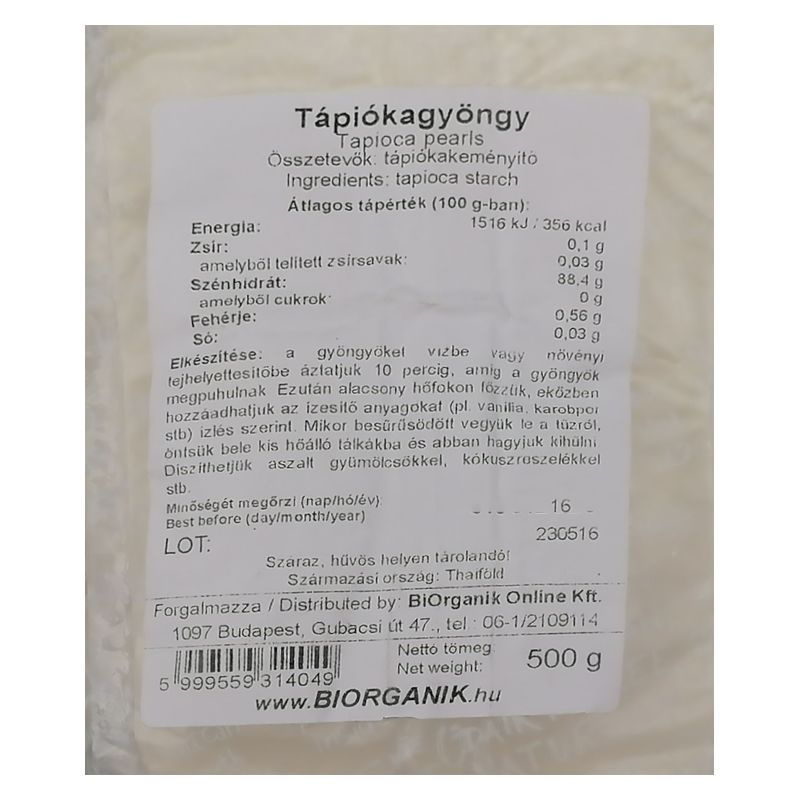 Tápiókagyöngy
Tapioca pearls
Összetevők: tápiókakeményítő
Ingredients: tapioca starch
Átlagos tápérték (100 g-ban):
Energia: 1516 kJ / 356 kcal
Zsír: 0,1 g
amelyből telített zsírsavak: 0,03 g
Szénhidrát: 88,4 g
amelyből cukrok: 0 g
Fehérje: 0,56 g
Só: 0,03 g
Elkészítése: a gyöngyöket vízbe vagy növényi
tejhelyettesítőbe áztatjuk 10 percig, amíg a gyöngyök
megpuhulnak. Ezután alacsony hőfokon főzzük, eközben
hozzáadhatjuk az ízesítő anyagokat (pl. vanília, karobpor
stb) ízlés szerint. Mikor besűrűsödött vegyük le a tűzről,
öntsük bele kis hőálló tálkákba és abban hagyjuk kihűlni.
Díszíthetjük aszalt gyümölcsökkel, kókuszreszelékkel
stb.
Minőségét megőrzi (nap/hó/év):
Best before (day/month/year) 16
LOT: 230516
Száraz, hűvös helyen tárolandó!
Származási ország: Thaiföld
Forgalmazza / Distributed by: BiOrganik Online Kft.
1097 Budapest, Gubacsi út 47., tel.: 06-1/2109114
Nettó tömeg:
Net weight: 500 g
5 999559 314049
www.BIORGANIK.hu